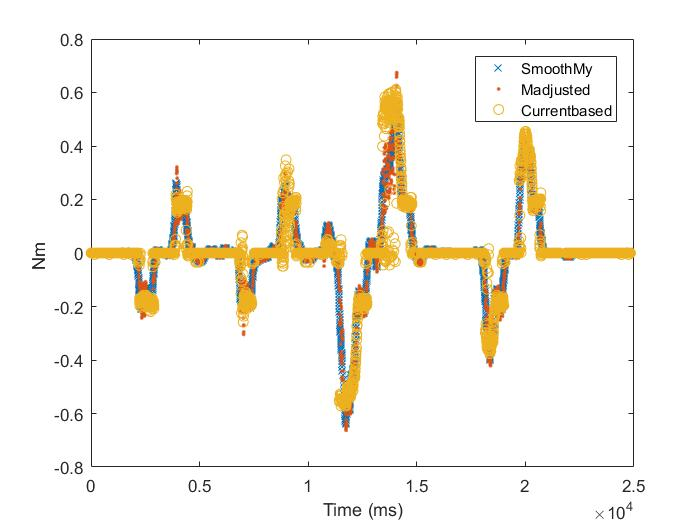 0.8
0.6
0.4
0.2
0
-0.2
-0.4
-0.6
-0.8
Nm
SmoothMy
Madjusted
Currentbased
0 0.5 1 1.5 2 2.5
Time (ms)
×10⁴